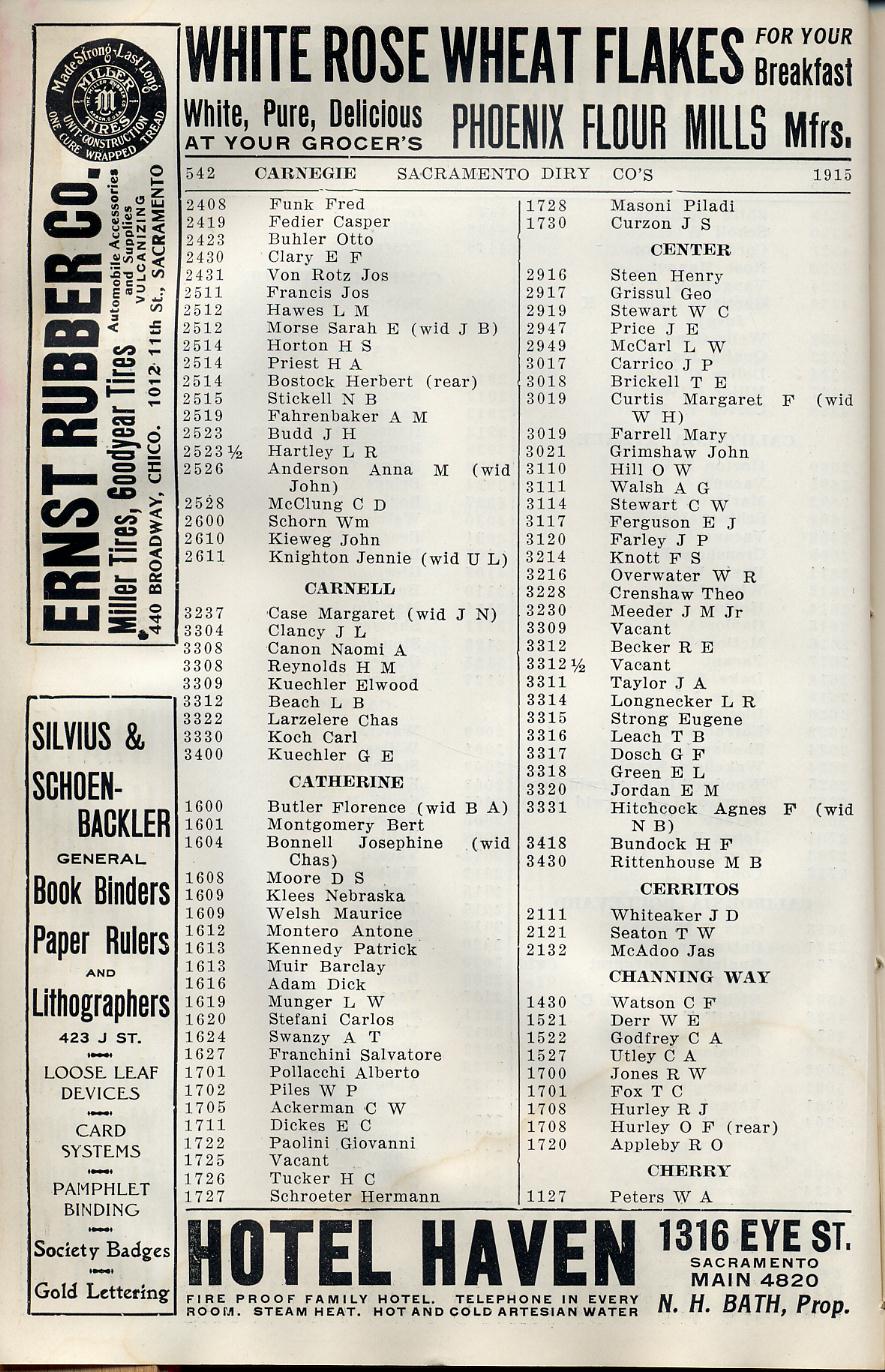 WHITE ROSE WHEAT FLAKES FOR YOUR Breakfast
White, Pure, Delicious
AT YOUR GROCER'S
PHOENIX FLOUR MILLS Mfrs.
Made Strong-Last Long
MILLER
TIRES
UNIT-CONSTRUCTION
ONE CURE WRAPPED TREAD
ERNST RUBBER CO.
Automobile Accessories
and Supplies
VULCANIZING
Miller Tires, Goodyear Tires
440 BROADWAY, CHICO. 1012 11th St., SACRAMENTO
SILVIUS &
SCHOEN-
BACKLER
GENERAL
Book Binders
Paper Rulers
AND
Lithographers
423 J ST.
LOOSE LEAF
DEVICES
CARD
SYSTEMS
PAMPHLET
BINDING
Society Badges
Gold Lettering
542 CARNEGIE SACRAMENTO DIRY CO'S 1915
2408 Funk Fred
2419 Fedier Casper
2423 Buhler Otto
2430 Clary E F
2431 Von Rotz Jos
2511 Francis Jos
2512 Hawes L M
2512 Morse Sarah E (wid J B)
2514 Horton H S
2514 Priest H A
2514 Bostock Herbert (rear)
2515 Stickell N B
2519 Fahrenbaker A M
2523 Budd J H
2523½ Hartley L R
2526 Anderson Anna M (wid
John)
2528 McClung C D
2600 Schorn Wm
2610 Kieweg John
2611 Knighton Jennie (wid U L)
CARNELL
3237 Case Margaret (wid J N)
3304 Clancy J L
3308 Canon Naomi A
3308 Reynolds H M
3309 Kuechler Elwood
3312 Beach L B
3322 Larzelere Chas
3330 Koch Carl
3400 Kuechler G E
CATHERINE
1600 Butler Florence (wid B A)
1601 Montgomery Bert
1604 Bonnell Josephine (wid
Chas)
1608 Moore D S
1609 Klees Nebraska
1609 Welsh Maurice
1612 Montero Antone
1613 Kennedy Patrick
1613 Muir Barclay
1616 Adam Dick
1619 Munger L W
1620 Stefani Carlos
1624 Swanzy A T
1627 Franchini Salvatore
1701 Pollacchi Alberto
1702 Piles W P
1705 Ackerman C W
1711 Dickes E C
1722 Paolini Giovanni
1725 Vacant
1726 Tucker H C
1727 Schroeter Hermann
1728 Masoni Piladi
1730 Curzon J S
CENTER
2916 Steen Henry
2917 Grissul Geo
2919 Stewart W C
2947 Price J E
2949 McCarl L W
3017 Carrico J P
3018 Brickell T E
3019 Curtis Margaret F (wid
W H)
3019 Farrell Mary
3021 Grimshaw John
3110 Hill O W
3111 Walsh A G
3114 Stewart C W
3117 Ferguson E J
3120 Farley J P
3214 Knott F S
3216 Overwater W R
3228 Crenshaw Theo
3230 Meeder J M Jr
3309 Vacant
3312 Becker R E
3312½ Vacant
3311 Taylor J A
3314 Longnecker L R
3315 Strong Eugene
3316 Leach T B
3317 Dosch G F
3318 Green E L
3320 Jordan E M
3331 Hitchcock Agnes F (wid
N B)
3418 Bundock H F
3430 Rittenhouse M B
CERRITOS
2111 Whiteaker J D
2121 Seaton T W
2132 McAdoo Jas
CHANNING WAY
1430 Watson C F
1521 Derr W E
1522 Godfrey C A
1527 Utley C A
1700 Jones R W
1701 Fox T C
1708 Hurley R J
1708 Hurley O F (rear)
1720 Appleby R O
CHERRY
1127 Peters W A
HOTEL HAVEN
FIRE PROOF FAMILY HOTEL. TELEPHONE IN EVERY
ROOM. STEAM HEAT. HOT AND COLD ARTESIAN WATER
1316 EYE ST.
SACRAMENTO
MAIN 4820
N. H. BATH, Prop.